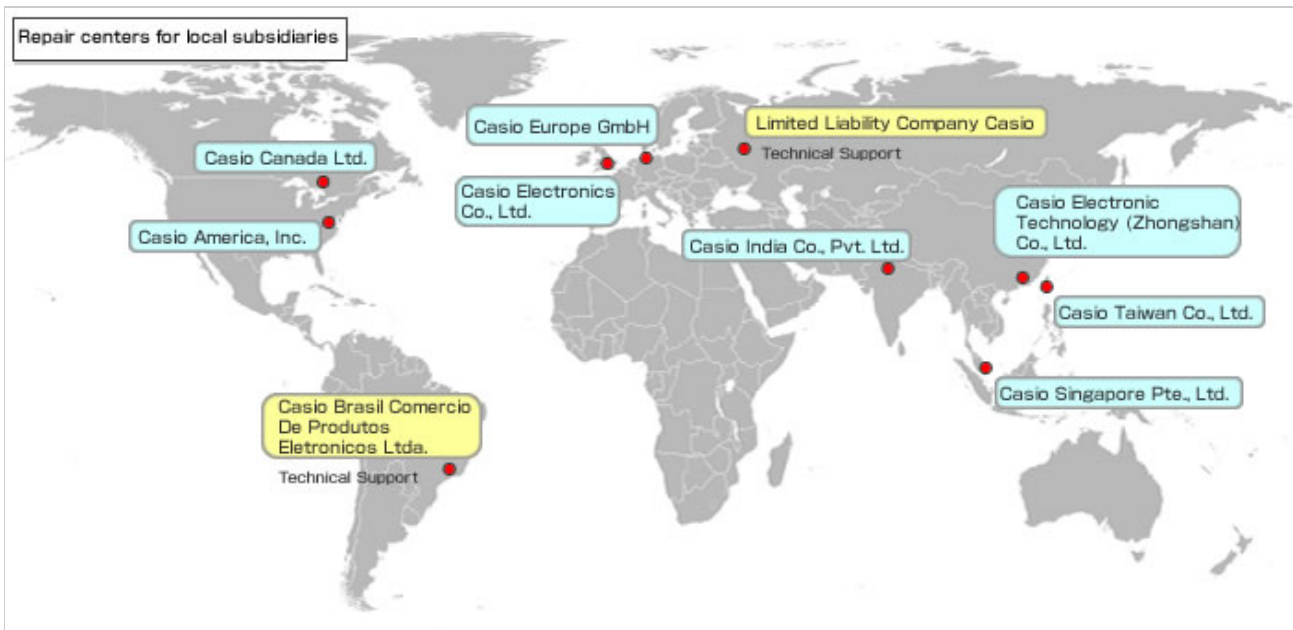 Repair centers for local subsidiaries
Casio Europe GmbH
Limited Liability Company Casio
Technical Support
Casio Canada Ltd.
Casio Electronics
Co., Ltd.
Casio Electronic
Technology (Zhongshan)
Co., Ltd.
Casio America, Inc.
Casio India Co., Pvt. Ltd.
Casio Taiwan Co., Ltd.
Casio Singapore Pte., Ltd.
Casio Brasil Comercio
De Produtos
Eletronicos Ltda.
Technical Support